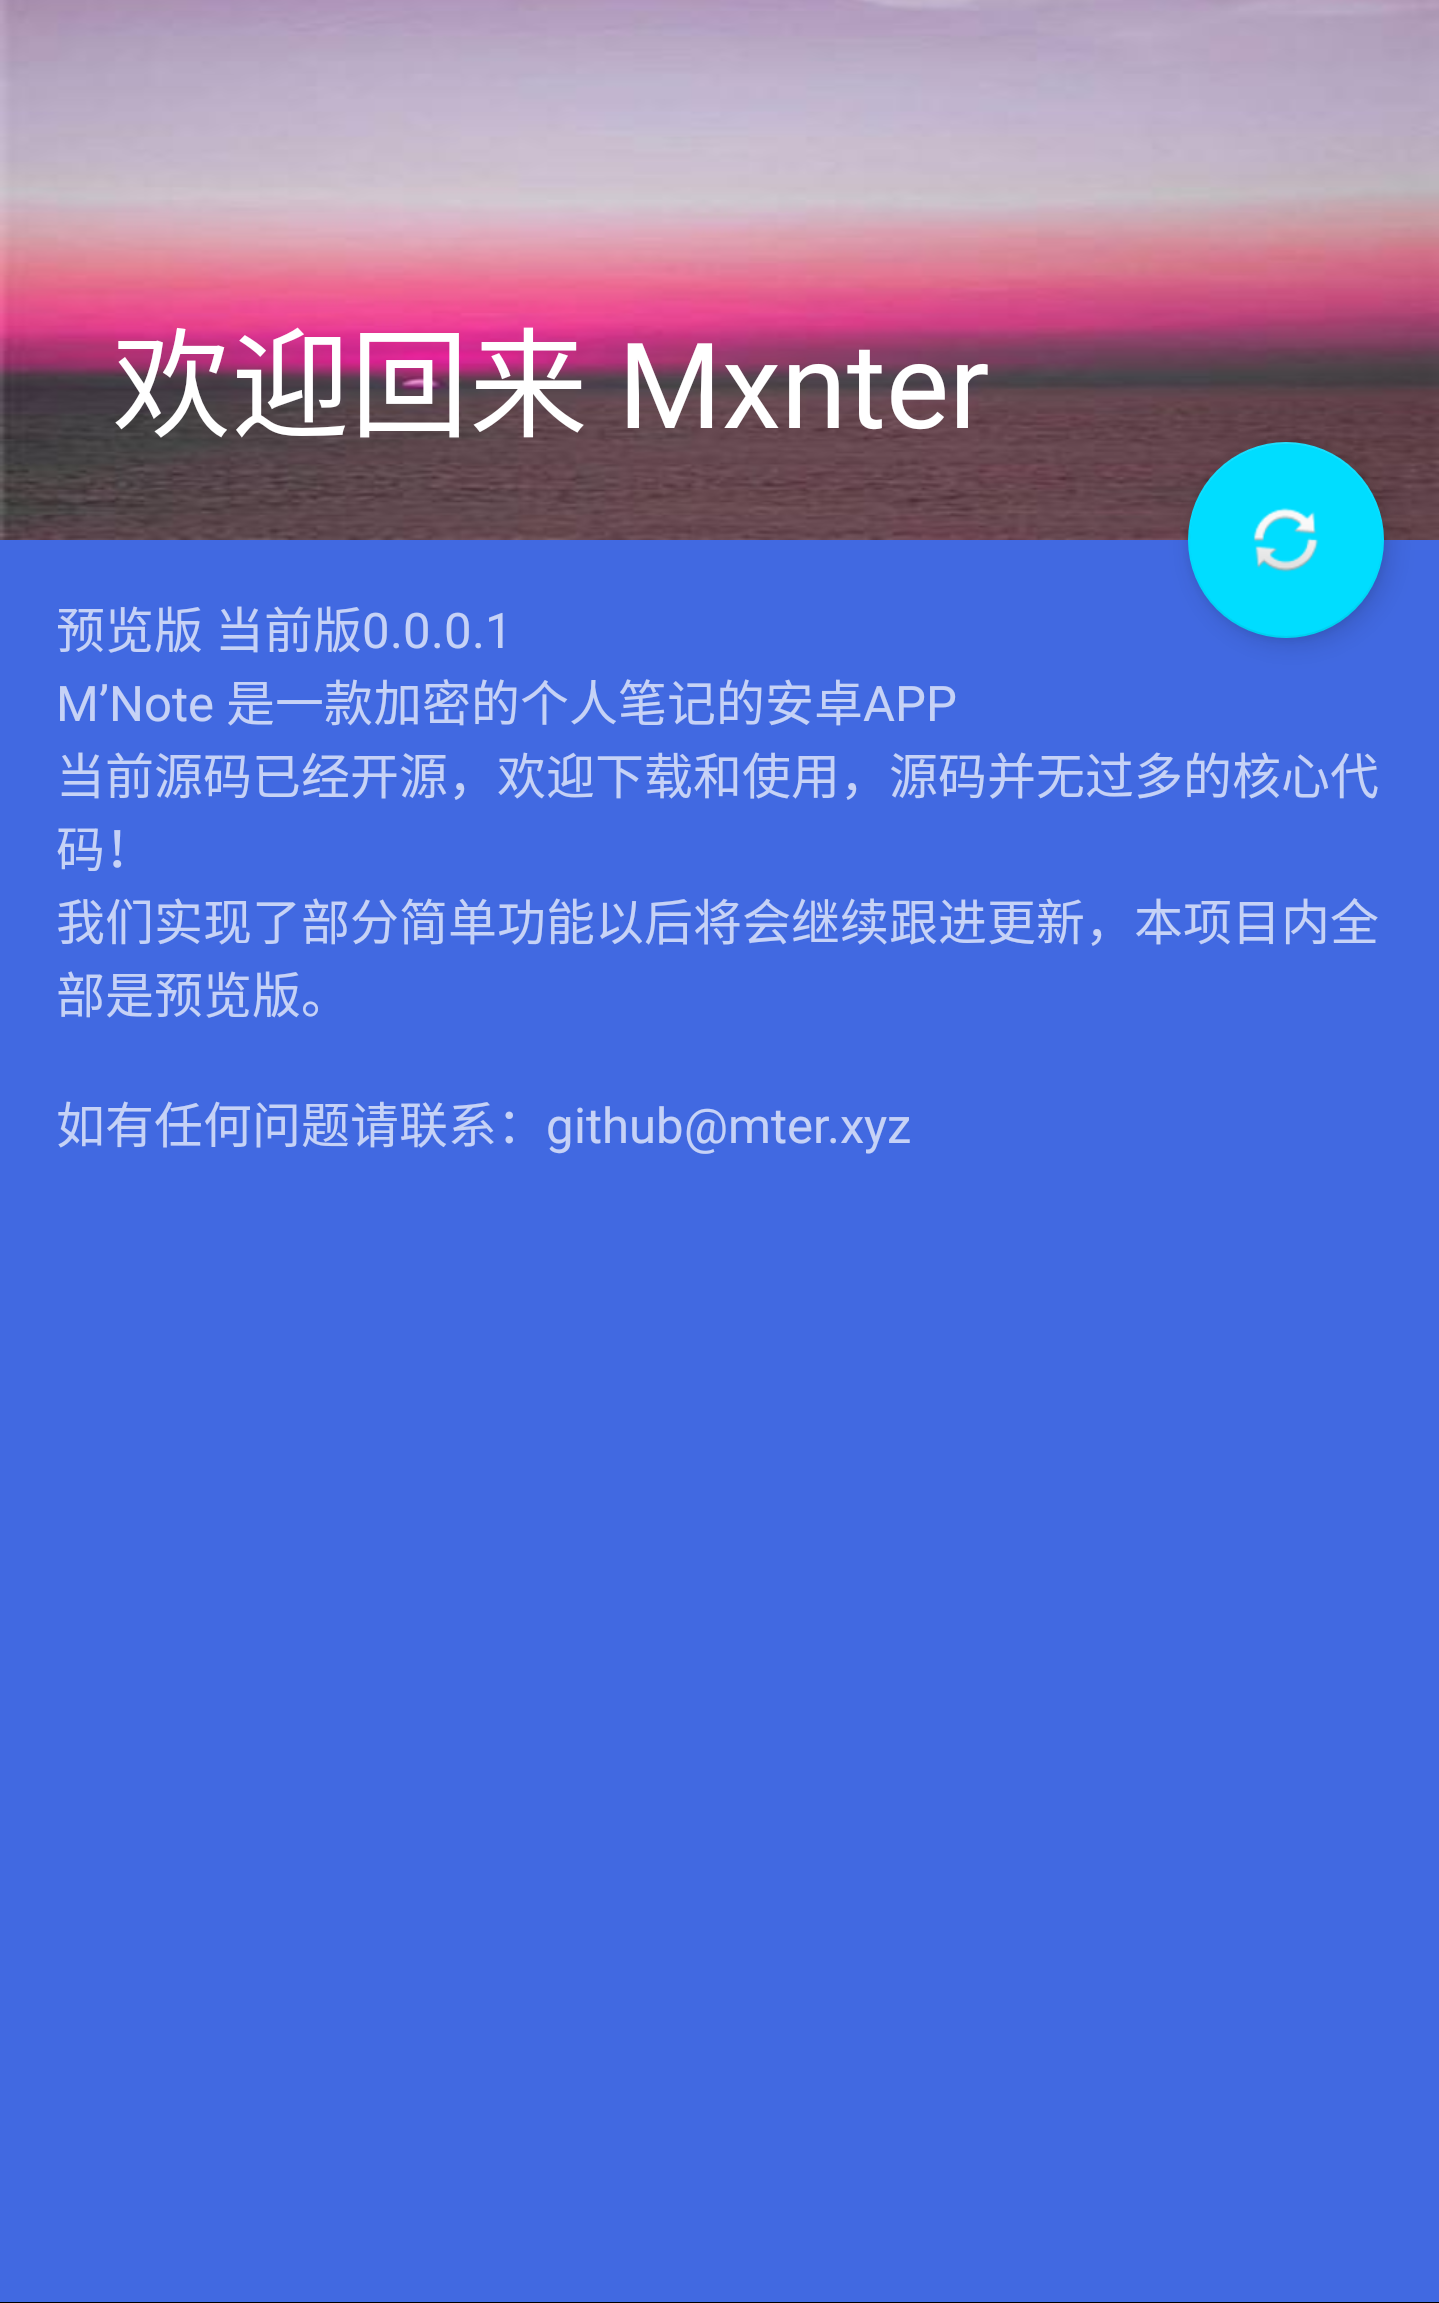 欢迎回来 Mxnter
预览版 当前版0.0.0.1
M’Note 是一款加密的个人笔记的安卓APP
当前源码已经开源，欢迎下载和使用，源码并无过多的核心代
码！
我们实现了部分简单功能以后将会继续跟进更新，本项目内全
部是预览版。
如有任何问题请联系：github@mter.xyz